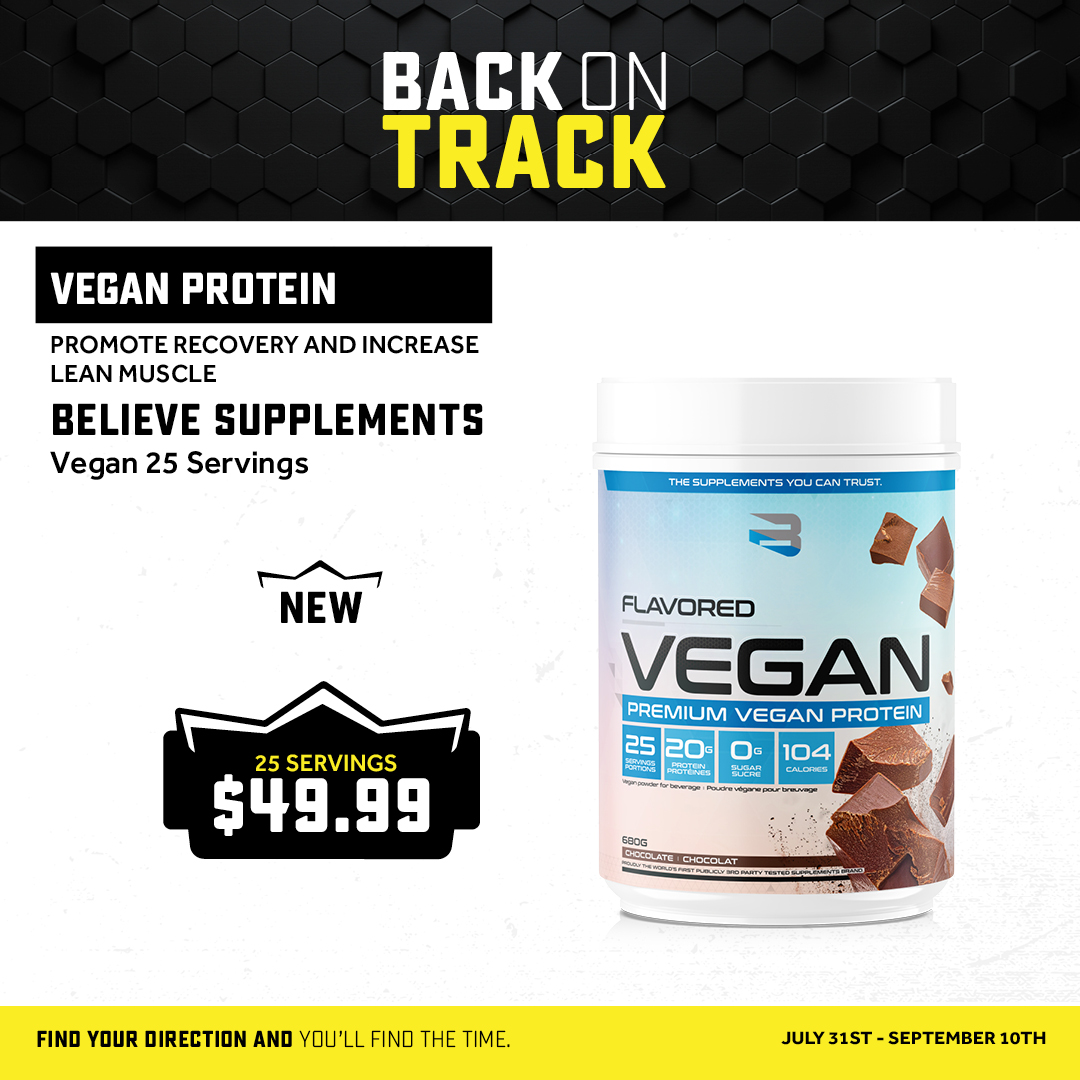 BACK ON
TRACK
VEGAN PROTEIN
PROMOTE RECOVERY AND INCREASE
LEAN MUSCLE
BELIEVE SUPPLEMENTS
Vegan 25 Servings
NEW
25 SERVINGS
$49.99
THE SUPPLEMENTS YOU CAN TRUST.
FLAVORED
VEGAN
PREMIUM VEGAN PROTEIN
25 20G 0G 104
SERVINGS PROTEIN SUGAR CALORIES
PORTIONS PROTÉINES SUCRE
Vegan powder for beverage | Poudre végane pour breuvage
680G
CHOCOLATE | CHOCOLAT
PROUDLY THE WORLD'S FIRST PUBLICLY 3RD PARTY TESTED SUPPLEMENTS BRAND
FIND YOUR DIRECTION AND YOU'LL FIND THE TIME.
JULY 31ST - SEPTEMBER 10TH